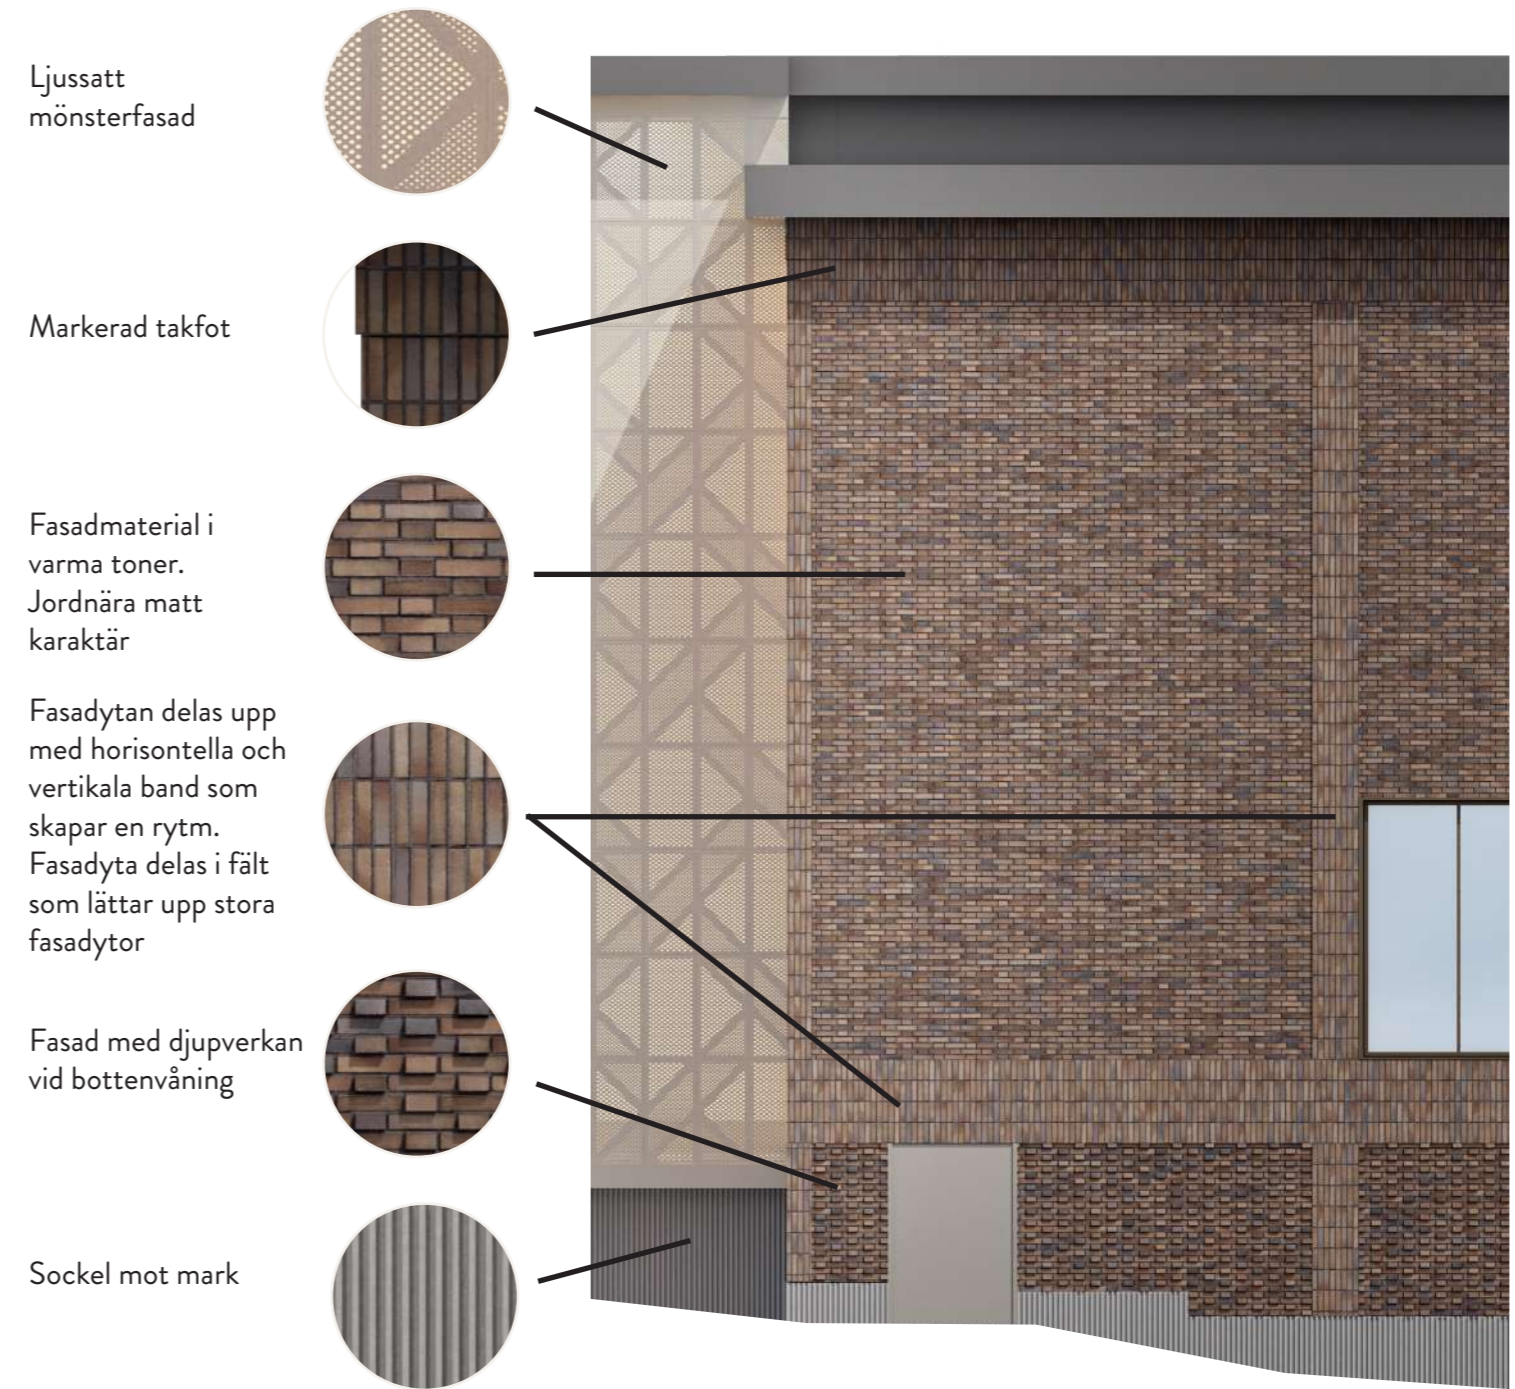 Ljussatt
mönsterfasad
Markerad takfot
Fasadmaterial i
varma toner.
Jordnära matt
karaktär
Fasadytan delas upp
med horisontella och
vertikala band som
skapar en rytm.
Fasadyta delas i fält
som lättar upp stora
fasadytor
Fasad med djupverkan
vid bottenvåning
Sockel mot mark